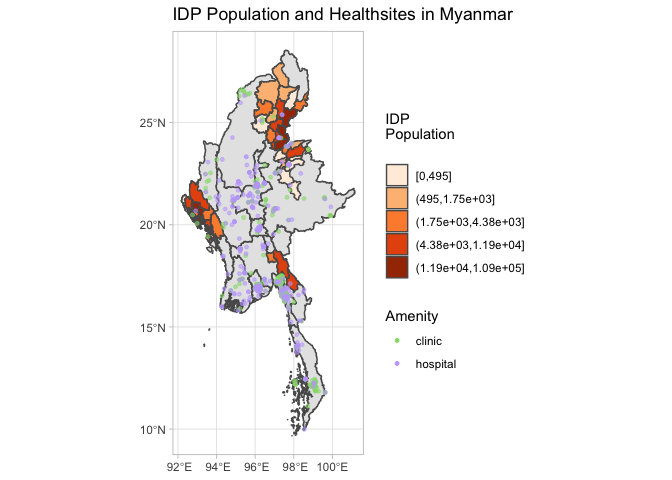 IDP Population and Healthsites in Myanmar
25°N
20°N
15°N
10°N
92°E 94°E 96°E 98°E 100°E
IDP
Population
[0,495]
(495,1.75e+03]
(1.75e+03,4.38e+03]
(4.38e+03,1.19e+04]
(1.19e+04,1.09e+05]
Amenity
clinic
hospital